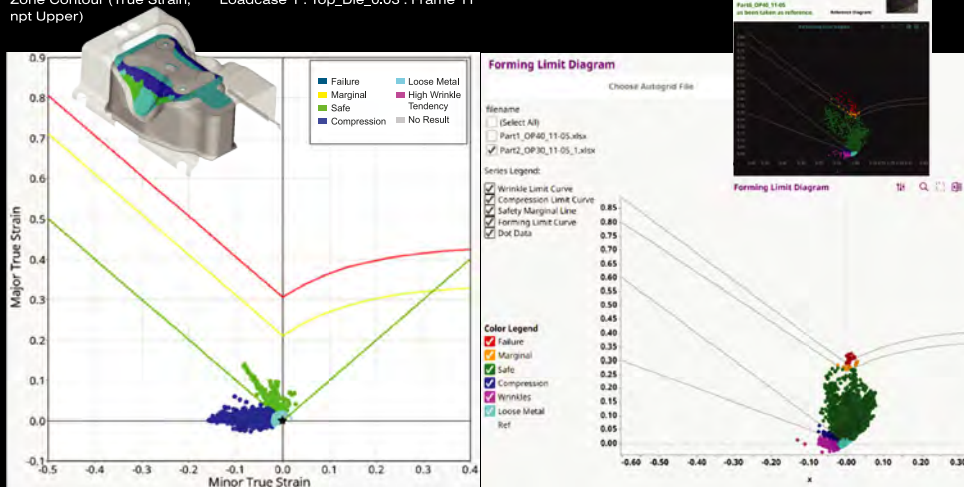 Zone Contour (True Strain,
npt Upper)
Loadcase 1 : Top_Die_0.03 : Frame 11
Failure
Marginal
Safe
Compression
Loose Metal
High Wrinkle
Tendency
No Result
0.9
0.8
0.7
0.6
0.5
0.4
0.3
0.2
0.1
0.0
-0.1
Major True Strain
-0.5 -0.4 -0.3 -0.2 -0.1 0.0 0.1 0.2 0.3 0.4
Minor True Strain
Forming Limit Diagram
Choose Autogrid File
filename
(Select All)
Part1_OP40_11-05.xlsx
Part2_OP30_11-05_1.xlsx
Series Legend:
Wrinkle Limit Curve
Compression Limit Curve
Safety Marginal Line
Forming Limit Curve
Dot Data
Color Legend
Failure
Marginal
Safe
Compression
Wrinkles
Loose Metal
Ref
Part6_OP40_11-05
as been taken as reference.
Reference Diagram:
Forming Limit Diagram
0.85
0.80
0.75
0.70
0.65
0.60
0.55
0.50
0.45
0.40
0.35
0.30
0.25
0.20
0.15
0.10
0.05
0.00
-0.60 -0.50 -0.40 -0.30 -0.20 -0.10 -0.00 0.10 0.20 0.30
x